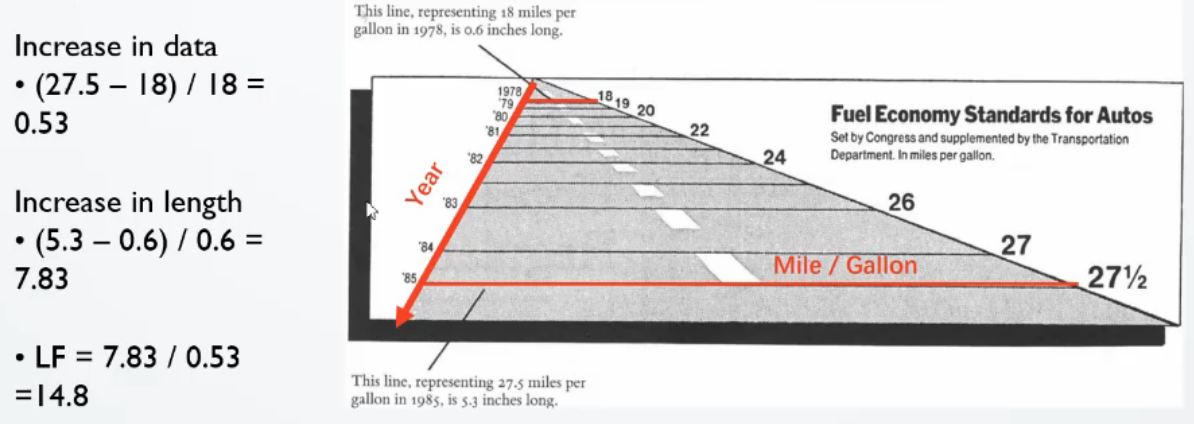 Increase in data
• (27.5 – 18) / 18 =
0.53
Increase in length
• (5.3 – 0.6) / 0.6 =
7.83
• LF = 7.83 / 0.53
=14.8
This line, representing 18 miles per
gallon in 1978, is 0.6 inches long.
Fuel Economy Standards for Autos
Set by Congress and supplemented by the Transportation
Department. In miles per gallon.
1978
'79
'80
'81
'82
'83
'84
'85
Year
18
19
20
22
24
26
27
27½
Mile / Gallon
This line, representing 27.5 miles per
gallon in 1985, is 5.3 inches long.